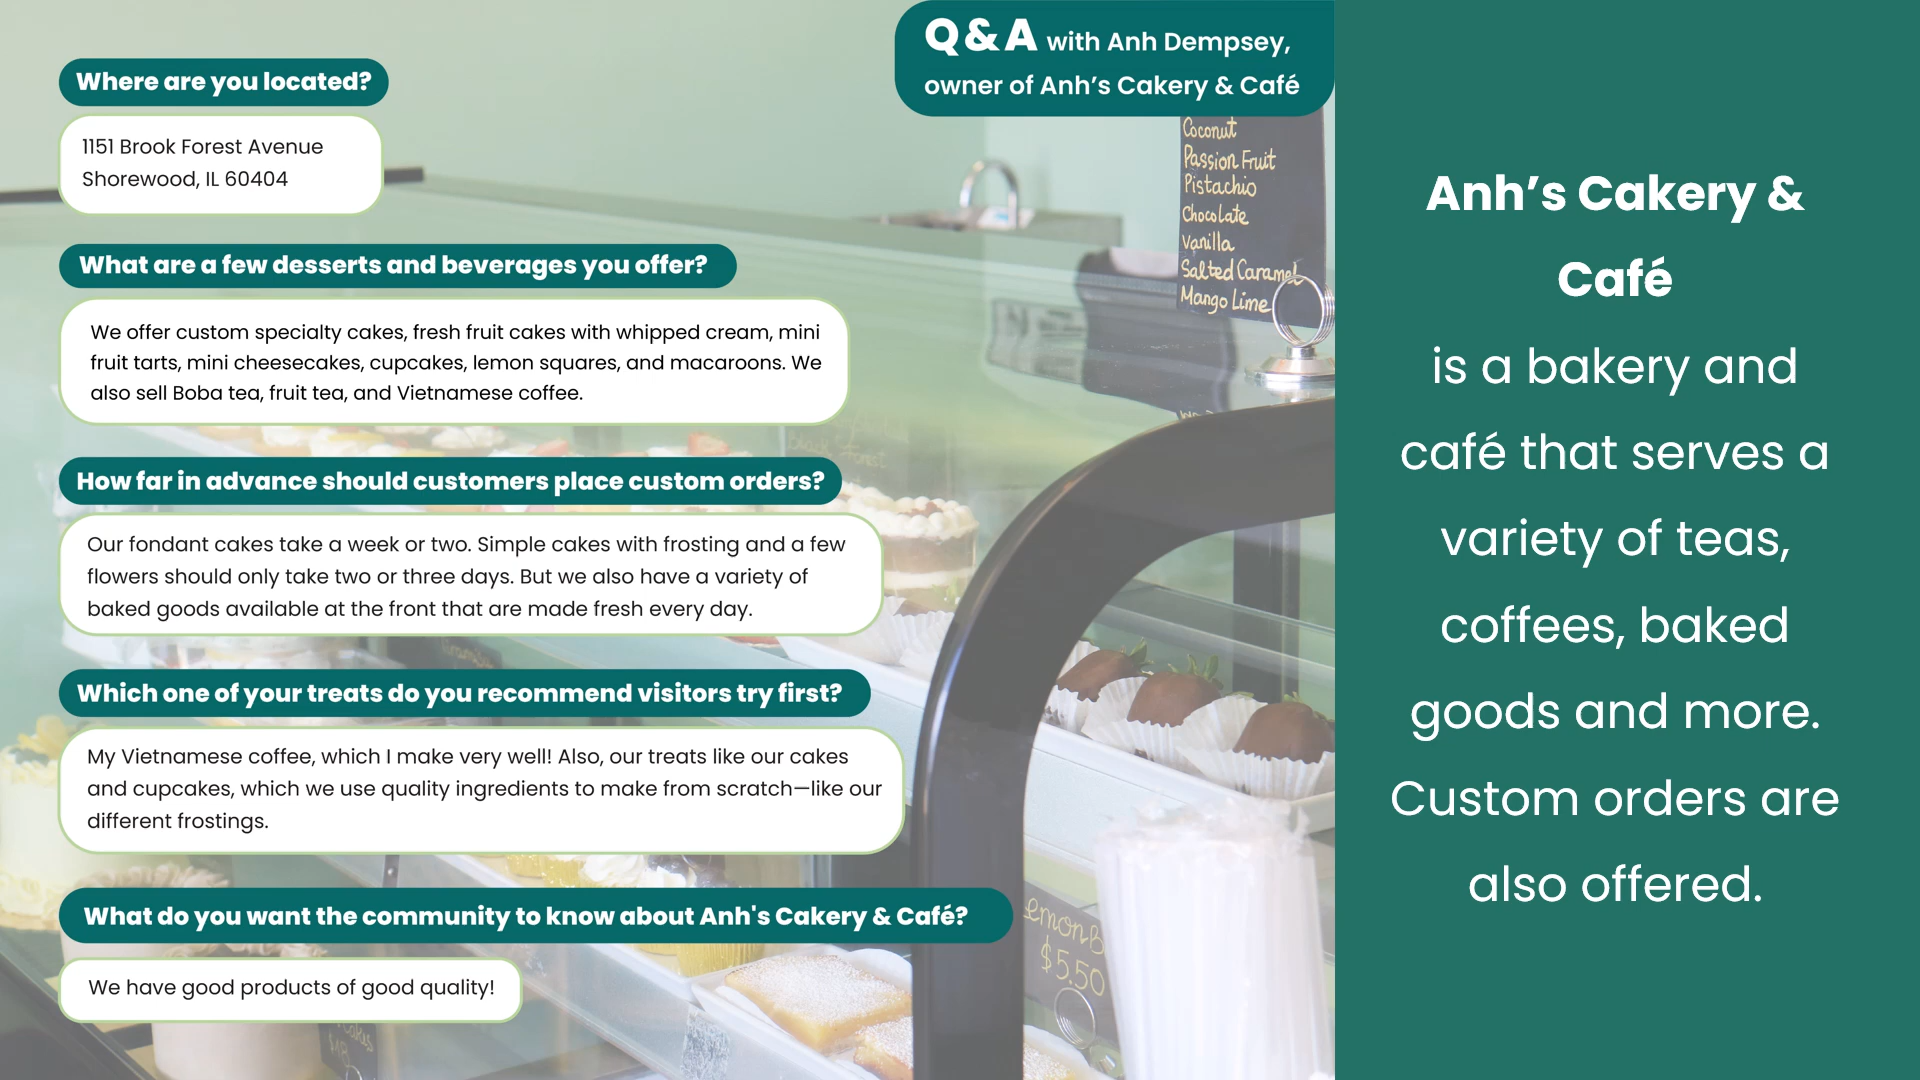 Q&A with Anh Dempsey,
owner of Anh’s Cakery & Café
Where are you located?
1151 Brook Forest Avenue
Shorewood, IL 60404
What are a few desserts and beverages you offer?
We offer custom specialty cakes, fresh fruit cakes with whipped cream, mini
fruit tarts, mini cheesecakes, cupcakes, lemon squares, and macaroons. We
also sell Boba tea, fruit tea, and Vietnamese coffee.
How far in advance should customers place custom orders?
Our fondant cakes take a week or two. Simple cakes with frosting and a few
flowers should only take two or three days. But we also have a variety of
baked goods available at the front that are made fresh every day.
Which one of your treats do you recommend visitors try first?
My Vietnamese coffee, which I make very well! Also, our treats like our cakes
and cupcakes, which we use quality ingredients to make from scratch—like our
different frostings.
What do you want the community to know about Anh's Cakery & Café?
We have good products of good quality!
Coconut
Passion Fruit
Pistachio
Chocolate
Vanilla
Salted Caramel
Mango Lime
Forest
emon B
$5.50
Anh’s Cakery &
Café
is a bakery and
café that serves a
variety of teas,
coffees, baked
goods and more.
Custom orders are
also offered.